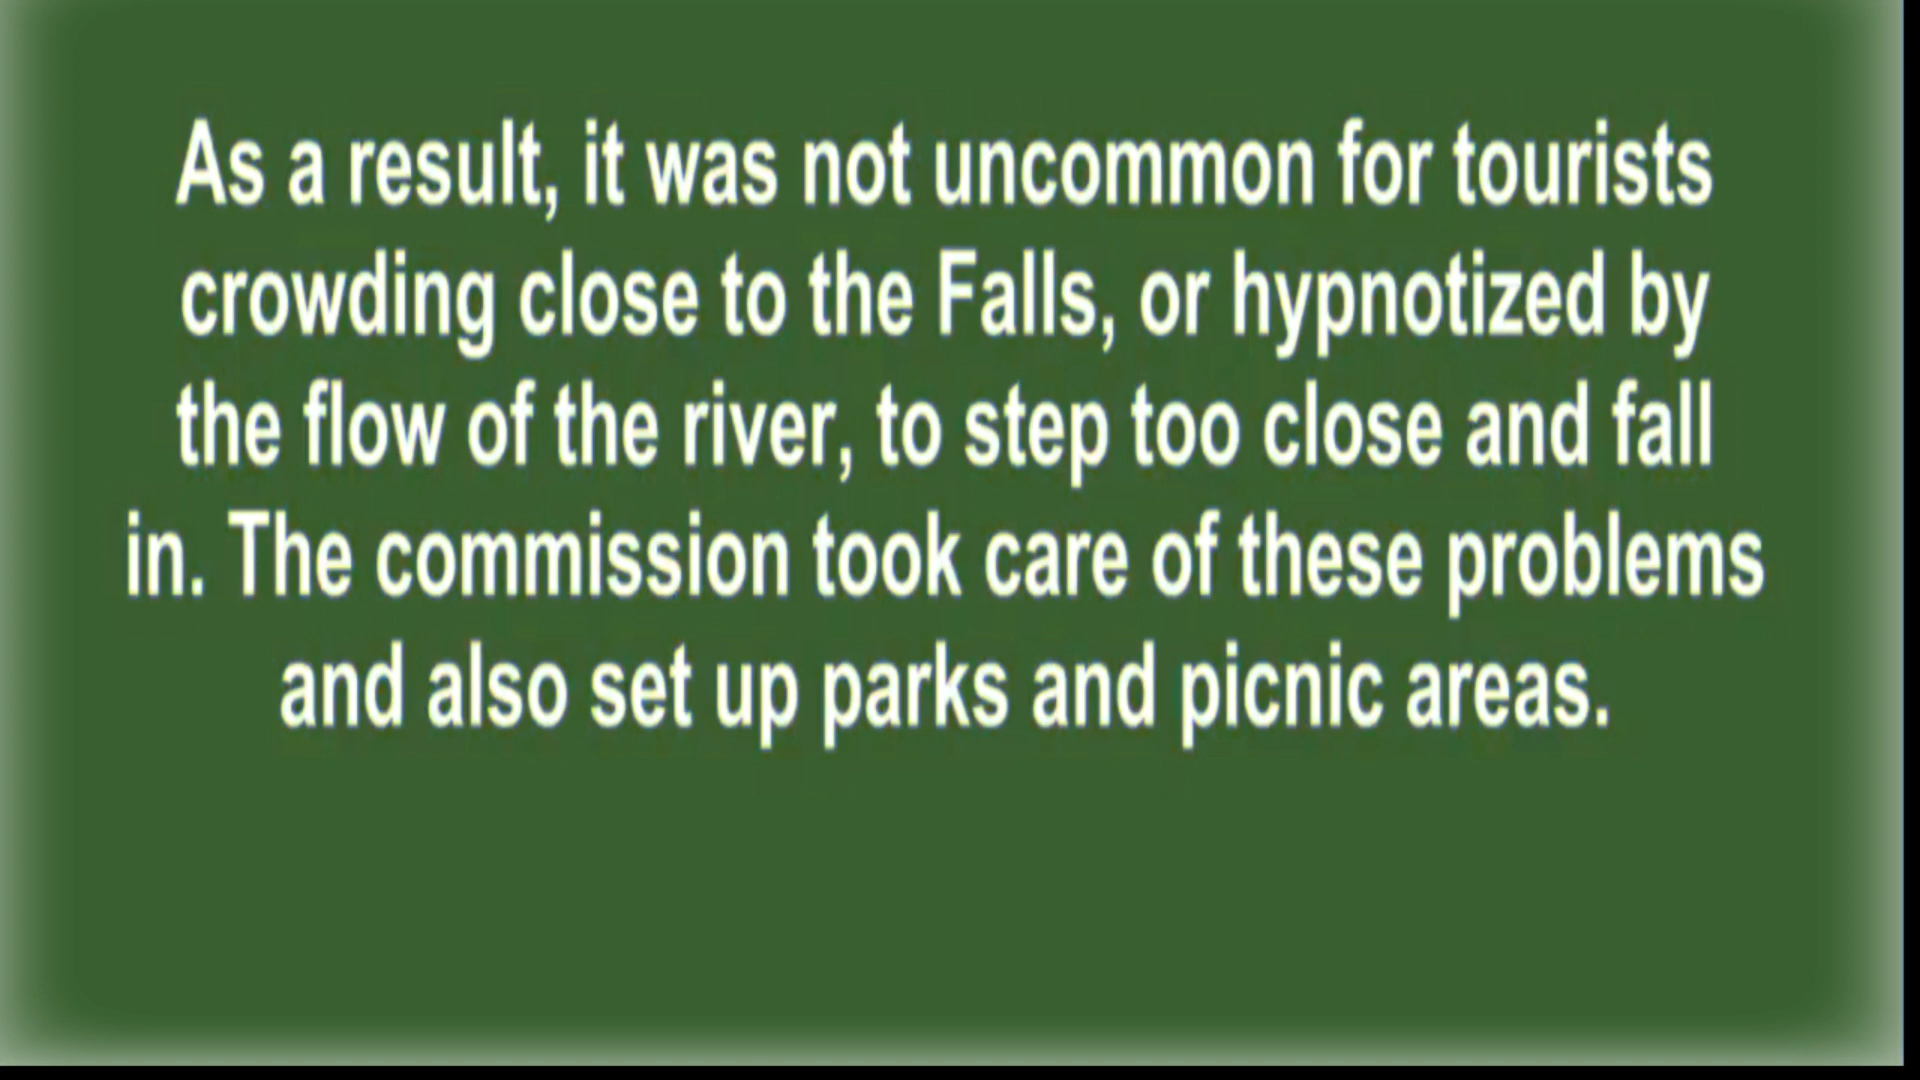 As a result, it was not uncommon for tourists
crowding close to the Falls, or hypnotized by
the flow of the river, to step too close and fall
in. The commission took care of these problems
and also set up parks and picnic areas.